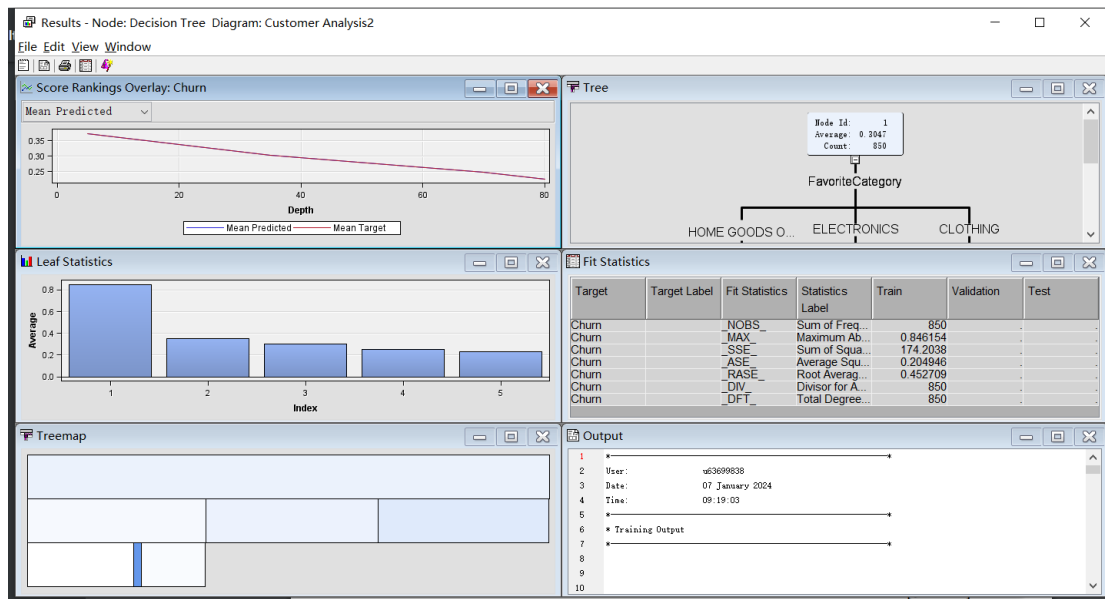 Results - Node: Decision Tree Diagram: Customer Analysis2
File Edit View Window
Score Rankings Overlay: Churn
Mean Predicted
0.35
0.30
0.25
0 20 40 60 80
Depth
Mean Predicted Mean Target
Tree
Node Id: 1
Average: 0.3047
Count: 850
FavoriteCategory
HOME GOODS O... ELECTRONICS CLOTHING
Leaf Statistics
0.8
0.6
0.4
0.2
0.0
Average
1 2 3 4 5
Index
Fit Statistics
Target Target Label Fit Statistics Statistics Label Train Validation Test
Churn _NOBS_ Sum of Freq... 850 . .
Churn _MAX_ Maximum Ab... 0.846154 . .
Churn _SSE_ Sum of Squa... 174.2038 . .
Churn _ASE_ Average Squ... 0.204946 . .
Churn _RASE_ Root Averag... 0.452709 . .
Churn _DIV_ Divisor for A... 850 . .
Churn _DFT_ Total Degree... 850 . .
Treemap
Output
1 *
*
2 User: u63699838
3 Date: 07 January 2024
4 Time: 09:19:03
5 *
*
6 * Training Output
7 *
*
8
9
10